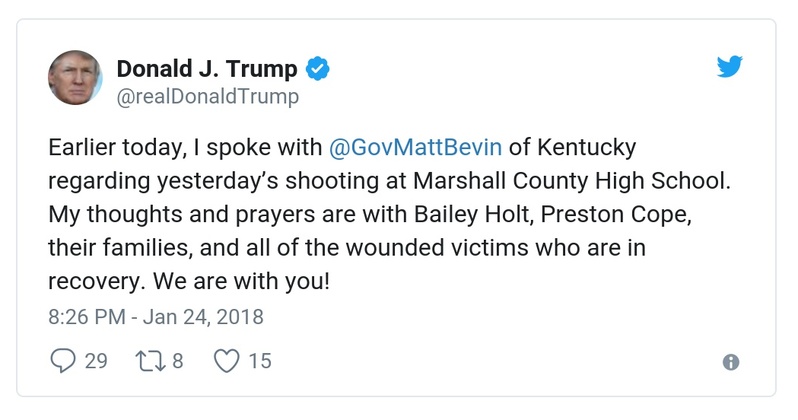 Donald J. Trump
@realDonaldTrump
Earlier today, I spoke with @GovMattBevin of Kentucky
regarding yesterday’s shooting at Marshall County High School.
My thoughts and prayers are with Bailey Holt, Preston Cope,
their families, and all of the wounded victims who are in
recovery. We are with you!
8:26 PM - Jan 24, 2018
29 8 15